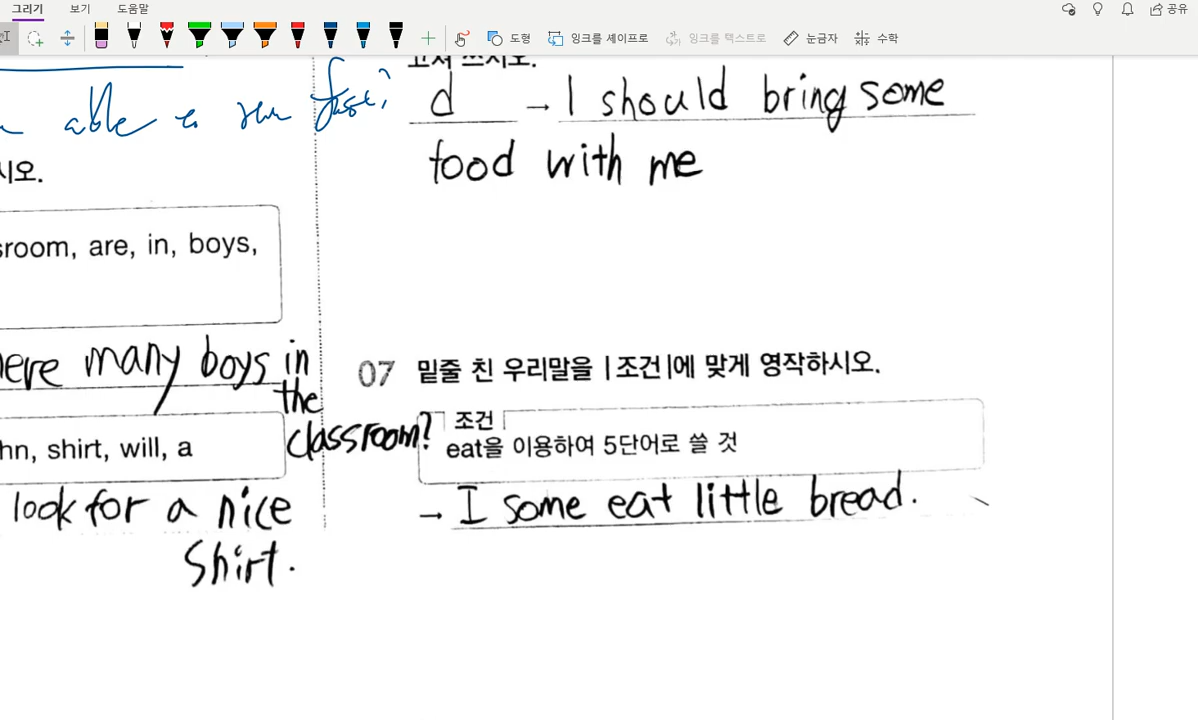 그리기 보기 도움말 공유
도형 잉크를 셰이프로 잉크를 텍스트로 눈금자 수학
able to run fast?
시오.
sroom, are, in, boys,
many boys in
the
classroom?
hn, shirt, will, a
look for a nice
shirt.
고쳐 쓰시오.
d → I should bring some
food with me
07 밑줄 친 우리말을 |조건|에 맞게 영작하시오.
조건
eat을 이용하여 5단어로 쓸 것
→ I some eat little bread.